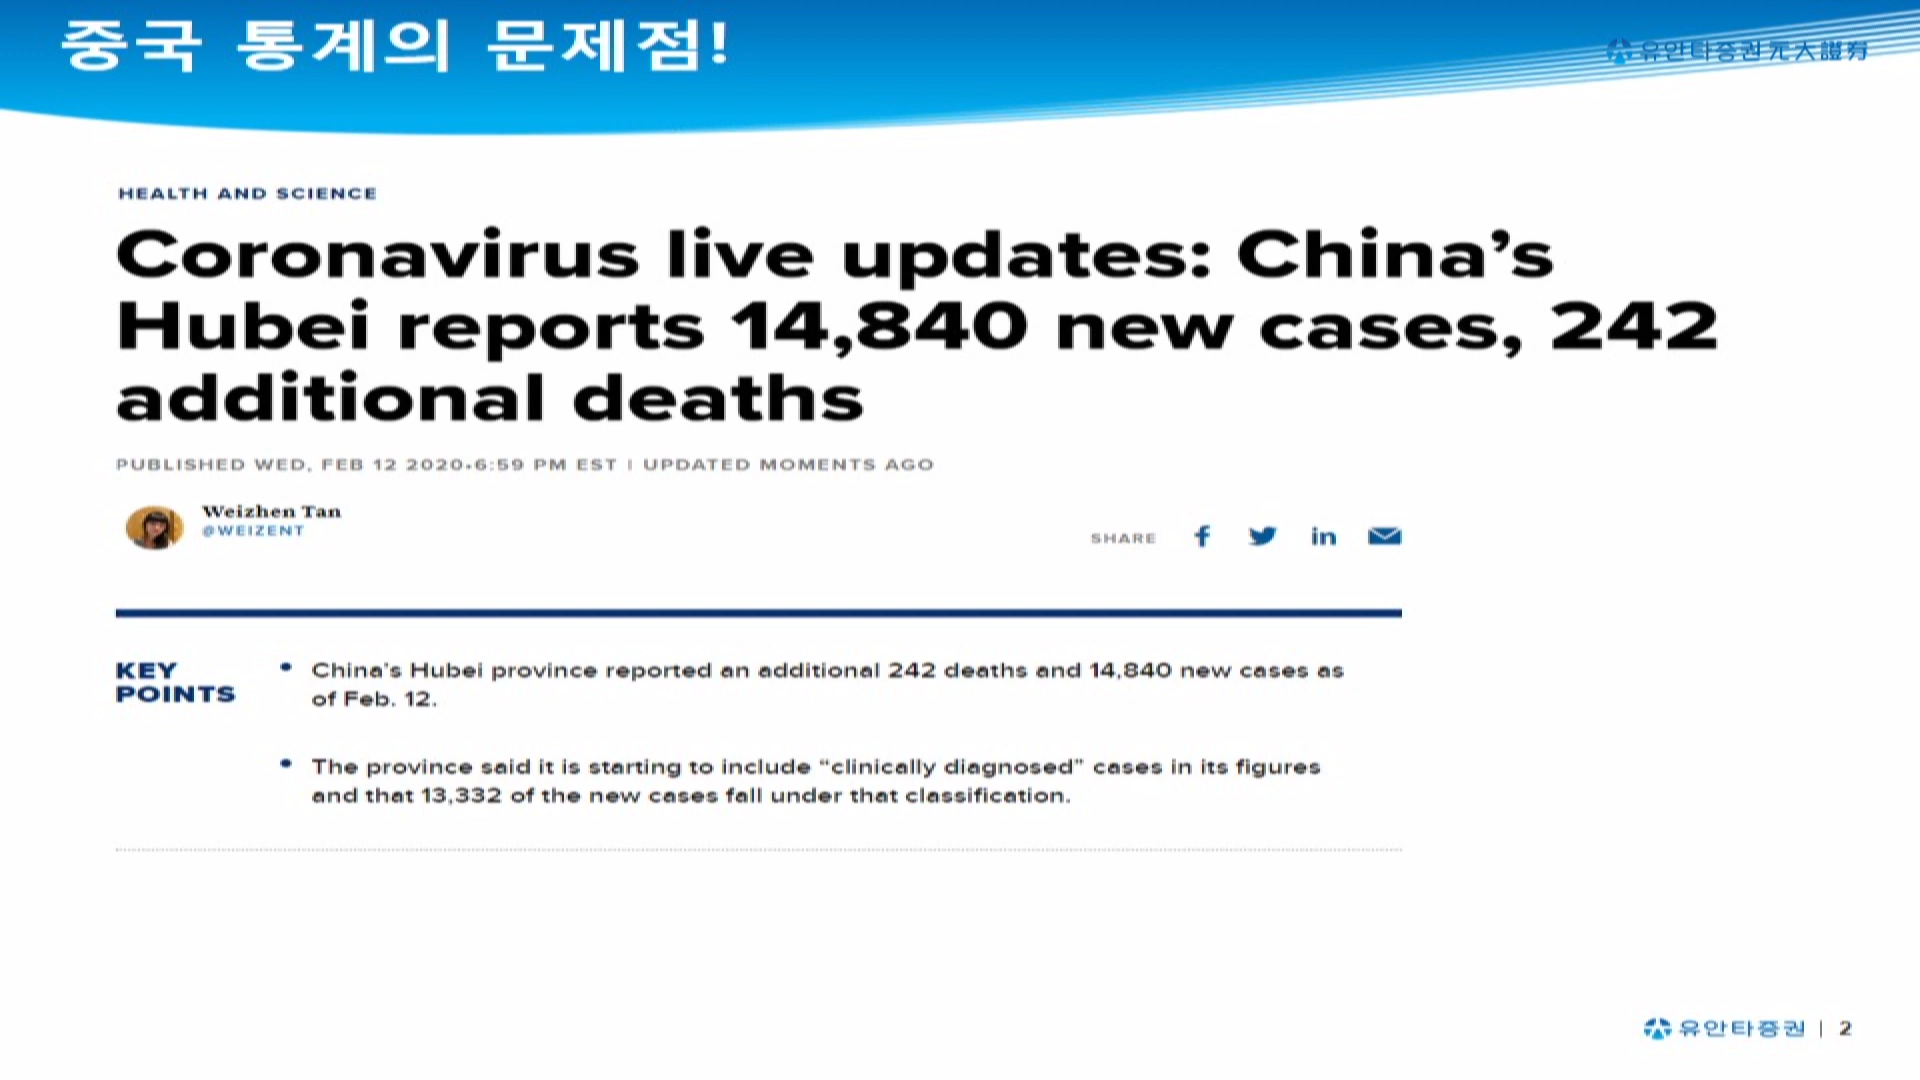 중국 통계의 문제점!
유안타증권 元大證券
HEALTH AND SCIENCE
Coronavirus live updates: China’s
Hubei reports 14,840 new cases, 242
additional deaths
PUBLISHED WED, FEB 12 2020•6:59 PM EST | UPDATED MOMENTS AGO
Weizhen Tan
@WEIZENT
SHARE
KEY
POINTS
• China’s Hubei province reported an additional 242 deaths and 14,840 new cases as
of Feb. 12.
• The province said it is starting to include “clinically diagnosed” cases in its figures
and that 13,332 of the new cases fall under that classification.
유안타증권 | 2